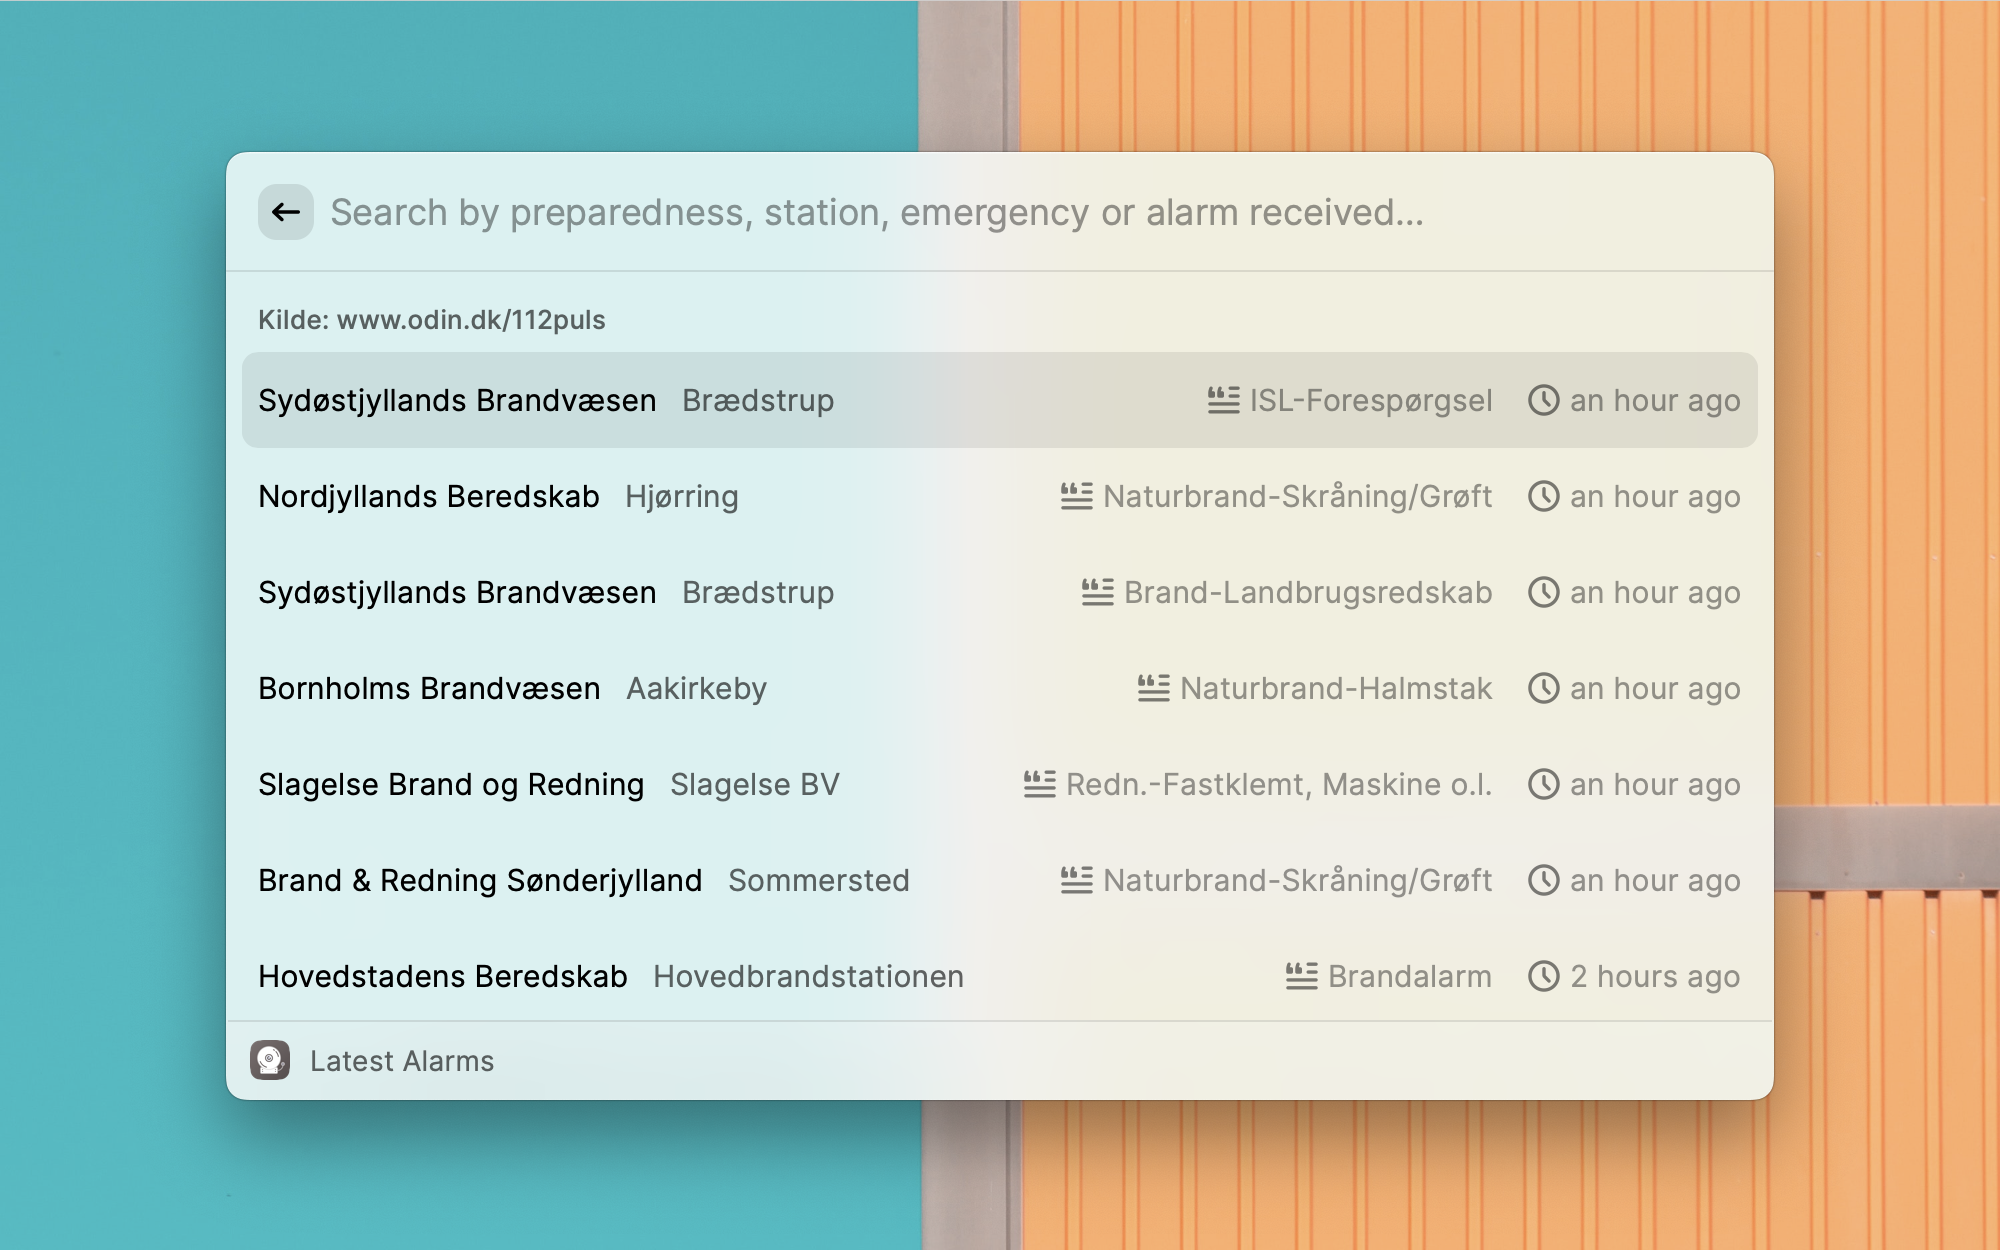 Search by preparedness, station, emergency or alarm received...
Kilde: www.odin.dk/112puls
Sydøstjyllands Brandvæsen Brædstrup ISL-Forespørgsel an hour ago
Nordjyllands Beredskab Hjørring Naturbrand-Skråning/Grøft an hour ago
Sydøstjyllands Brandvæsen Brædstrup Brand-Landbrugsredskab an hour ago
Bornholms Brandvæsen Aakirkeby Naturbrand-Halmstak an hour ago
Slagelse Brand og Redning Slagelse BV Redn.-Fastklemt, Maskine o.l. an hour ago
Brand & Redning Sønderjylland Sommersted Naturbrand-Skråning/Grøft an hour ago
Hovedstadens Beredskab Hovedbrandstationen Brandalarm 2 hours ago
Latest Alarms